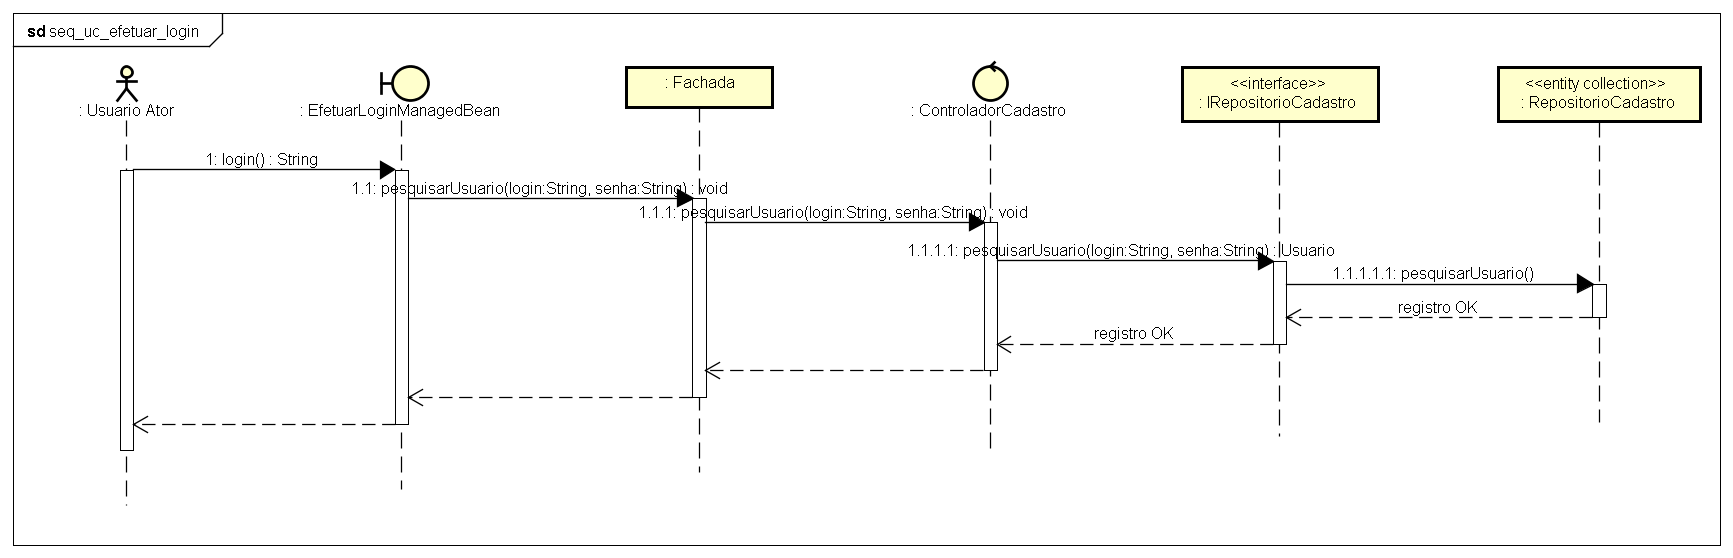 sd seq_uc_efetuar_login
: Usuario Ator
: EfetuarLoginManagedBean
: Fachada
: ControladorCadastro
<<interface>>
: IRepositorioCadastro
<<entity collection>>
: RepositorioCadastro
1: login() : String
1.1: pesquisarUsuario(login:String, senha:String) : void
1.1.1: pesquisarUsuario(login:String, senha:String) : void
1.1.1.1: pesquisarUsuario(login:String, senha:String) : Usuario
1.1.1.1.1: pesquisarUsuario()
registro OK
registro OK